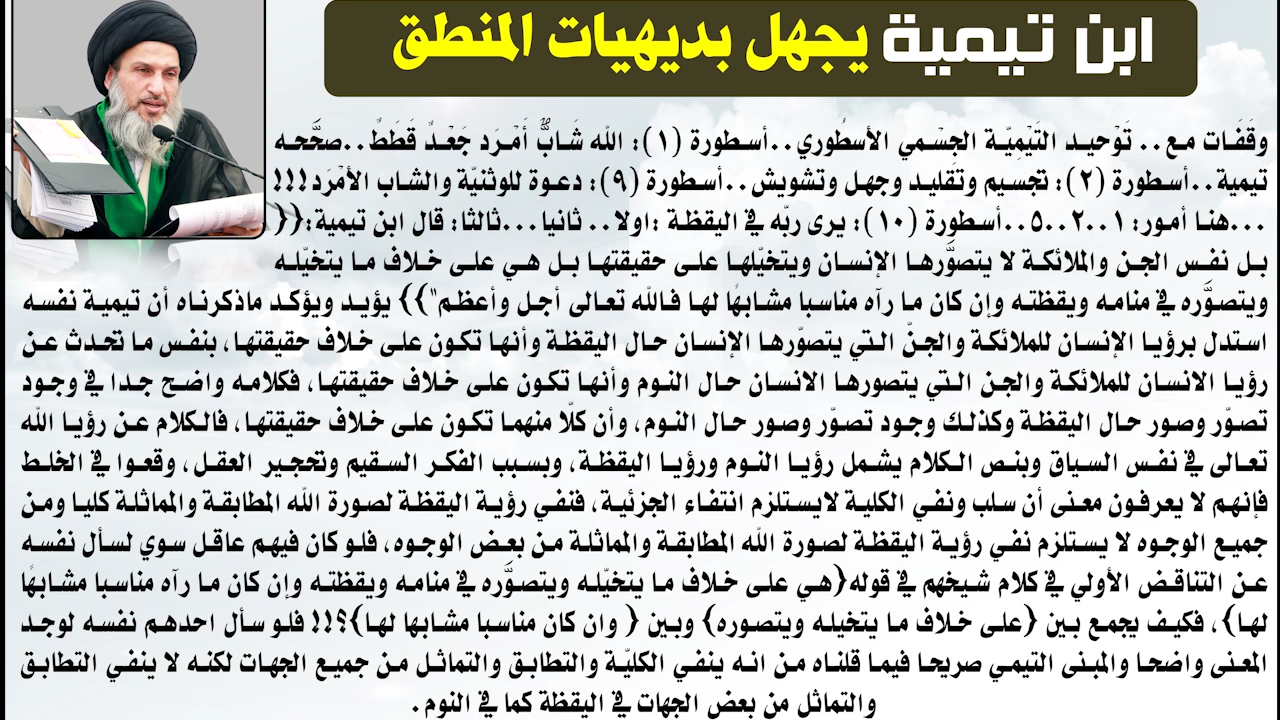 ابن تيمية يجهل بديهيات المنطق
وقَفَات مع.. تَوْحيد التَيْمِيّة الجِسْمي الأسطُوري..أسطورة (١): الله شَابٌّ أَمْرَد جَعْدٌ قَطَطٌ..صحَّحه
تيمية..أسطورة (٢): تجسيم وتقليد وجهل وتشويش..أسطورة (٩): دعوة للوثنيّة والشاب الأمْرَد!!!
...هنا أمور: ١..٢..٥..أسطورة (١٠): يرى ربّه في اليقظة :اولا.. ثانيا...ثالثا: قال ابن تيمية:{{
بل نفس الجن والملائكة لا يتصوَّرها الإنسان ويتخيّلها على حقيقتها بل هي على خلاف ما يتخيّله
ويتصوَّره في منامه ويقظته وإن كان ما رآه مناسبا مشابهًا لها فالله تعالى أجل وأعظم"}} يؤيد ويؤكد ماذكرناه أن تيمية نفسه
استدل برؤيا الإنسان للملائكة والجنّ التي يتصوّرها الإنسان حال اليقظة وأنها تكون على خلاف حقيقتها، بنفس ما تحدث عن
رؤيا الانسان للملائكة والجن التي يتصورها الانسان حال النوم وأنها تكون على خلاف حقيقتها، فكلامه واضح جدا في وجود
تصوّر وصور حال اليقظة وكذلك وجود تصوّر وصور حال النوم، وأن كلّا منهما تكون على خلاف حقيقتها، فالكلام عن رؤيا الله
تعالى في نفس السياق وبنص الكلام يشمل رؤيا النوم ورؤيا اليقظة، وبسبب الفكر السقيم وتحجير العقل، وقعوا في الخلط
فإنهم لا يعرفون معنى أن سلب ونفي الكلية لايستلزم انتفاء الجزئية، فنفي رؤية اليقظة لصورة الله المطابقة والمماثلة كليا ومن
جميع الوجوه لا يستلزم نفي رؤية اليقظة لصورة الله المطابقة والمماثلة من بعض الوجوه، فلو كان فيهم عاقل سوي لسأل نفسه
عن التناقض الأولي في كلام شيخهم في قوله{هي على خلاف ما يتخيّله ويتصوَّره في منامه ويقظته وإن كان ما رآه مناسبا مشابهًا
لها}، فكيف يجمع بين {على خلاف ما يتخيله ويتصوره} وبين { وان كان مناسبا مشابها لها}؟!! فلو سأل احدهم نفسه لوجد
المعنى واضحا والمبنى التيمي صريحا فيما قلناه من انه ينفي الكليّة والتطابق والتماثل من جميع الجهات لكنه لا ينفي التطابق
والتماثل من بعض الجهات في اليقظة كما في النوم .